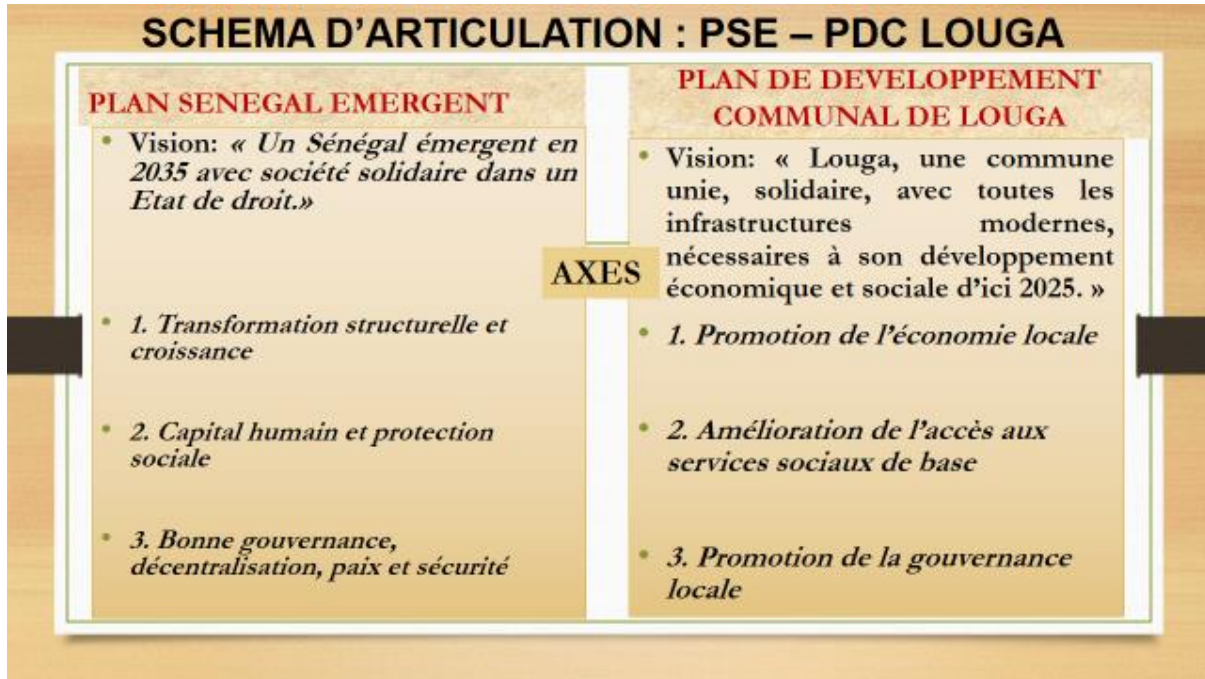 SCHEMA D'ARTICULATION : PSE – PDC LOUGA
PLAN SENEGAL EMERGENT
• Vision: « Un Sénégal émergent en
2035 avec société solidaire dans un
Etat de droit.»
• 1. Transformation structurelle et
croissance
• 2. Capital humain et protection
sociale
• 3. Bonne gouvernance,
décentralisation, paix et sécurité
AXES
PLAN DE DEVELOPPEMENT
COMMUNAL DE LOUGA
• Vision: « Louga, une commune
unie, solidaire, avec toutes les
infrastructures modernes,
nécessaires à son développement
économique et sociale d'ici 2025. »
• 1. Promotion de l'économie locale
• 2. Amélioration de l'accès aux
services sociaux de base
• 3. Promotion de la gouvernance
locale